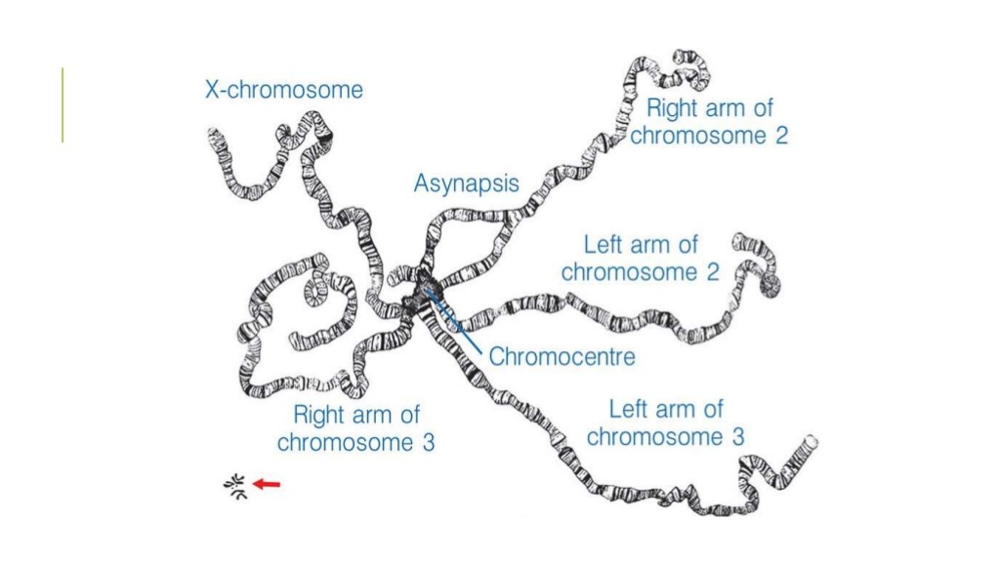 X-chromosome
Right arm of
chromosome 2
Asynapsis
Left arm of
chromosome 2
Chromocentre
Right arm of
chromosome 3
Left arm of
chromosome 3